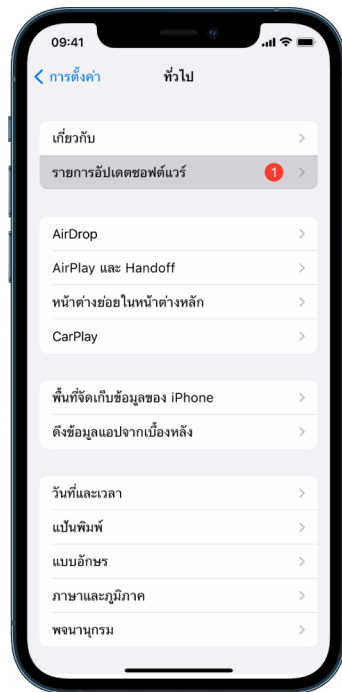 09:41
การตั้งค่า ทั่วไป
เกี่ยวกับ
รายการอัปเดตซอฟต์แวร์ 1
AirDrop
AirPlay และ Handoff
หน้าต่างย่อยในหน้าต่างหลัก
CarPlay
พื้นที่จัดเก็บข้อมูลของ iPhone
ดึงข้อมูลแอปจากเบื้องหลัง
วันที่และเวลา
แป้นพิมพ์
แบบอักษร
ภาษาและภูมิภาค
พจนานุกรม